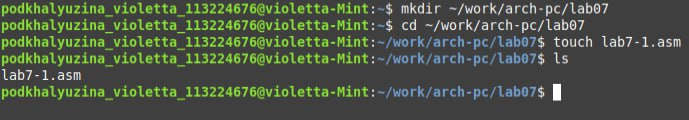 podkhalyuzina_violetta_113224676@violetta-Mint:~$ mkdir ~/work/arch-pc/lab07
podkhalyuzina_violetta_113224676@violetta-Mint:~$ cd ~/work/arch-pc/lab07
podkhalyuzina_violetta_113224676@violetta-Mint:~/work/arch-pc/lab07$ touch lab7-1.asm
podkhalyuzina_violetta_113224676@violetta-Mint:~/work/arch-pc/lab07$ ls
lab7-1.asm
podkhalyuzina_violetta_113224676@violetta-Mint:~/work/arch-pc/lab07$